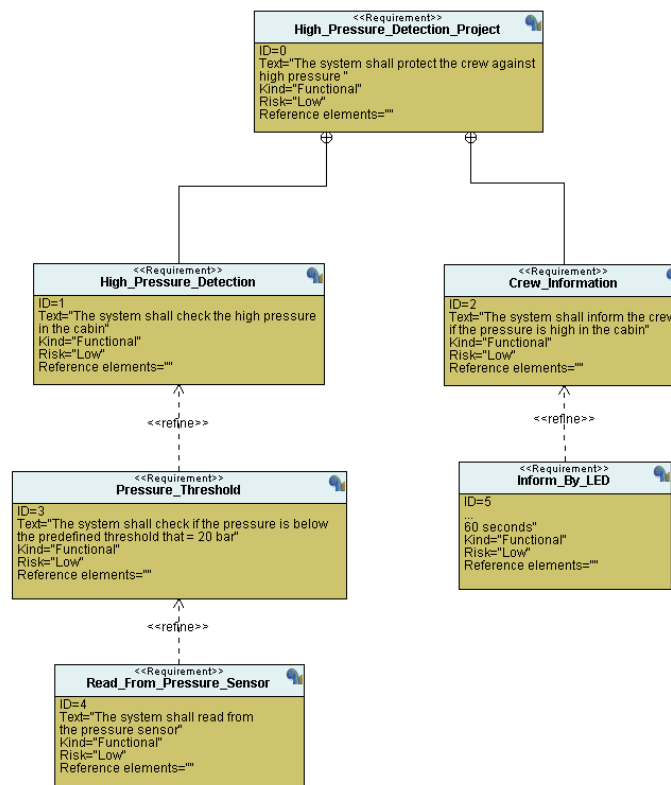 <<Requirement>>
High_Pressure_Detection_Project
ID=0
Text="The system shall protect the crew against
high pressure "
Kind="Functional"
Risk="Low"
Reference elements=""
<<Requirement>>
High_Pressure_Detection
ID=1
Text="The system shall check the high pressure
in the cabin"
Kind="Functional"
Risk="Low"
Reference elements=""
<<Requirement>>
Crew_Information
ID=2
Text="The system shall inform the crew
if the pressure is high in the cabin"
Kind="Functional"
Risk="Low"
Reference elements=""
<<refine>>
<<refine>>
<<Requirement>>
Pressure_Threshold
ID=3
Text="The system shall check if the pressure is below
the predefined threshold that = 20 bar"
Kind="Functional"
Risk="Low"
Reference elements=""
<<Requirement>>
Inform_By_LED
ID=5
...
60 seconds"
Kind="Functional"
Risk="Low"
Reference elements=""
<<refine>>
<<Requirement>>
Read_From_Pressure_Sensor
ID=4
Text="The system shall read from
the pressure sensor"
Kind="Functional"
Risk="Low"
Reference elements=""